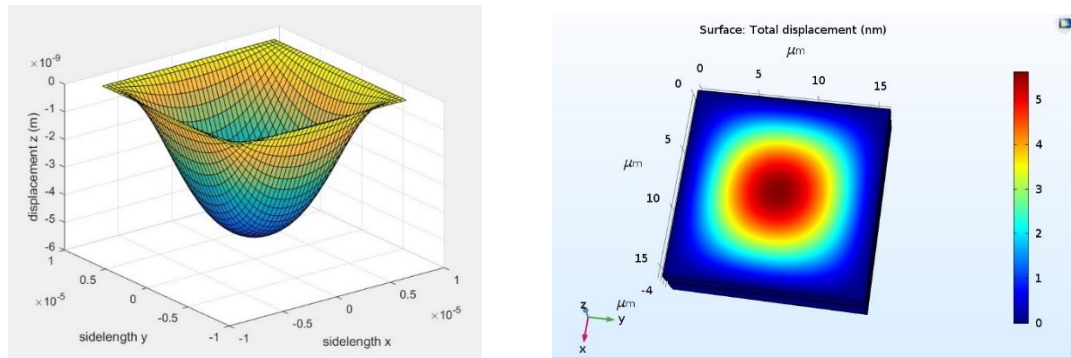 ×10⁻⁹
0
-1
-2
-3
-4
-5
-6
displacement z (m)
1
0.5
0
-0.5
-1
×10⁻⁵
sidelength y
-1
-0.5
0
0.5
1
×10⁻⁵
sidelength x
Surface: Total displacement (nm)
μm
0 5 10 15
0
5
10
15
μm
-4
μm
z
y
x
5
4
3
2
1
0